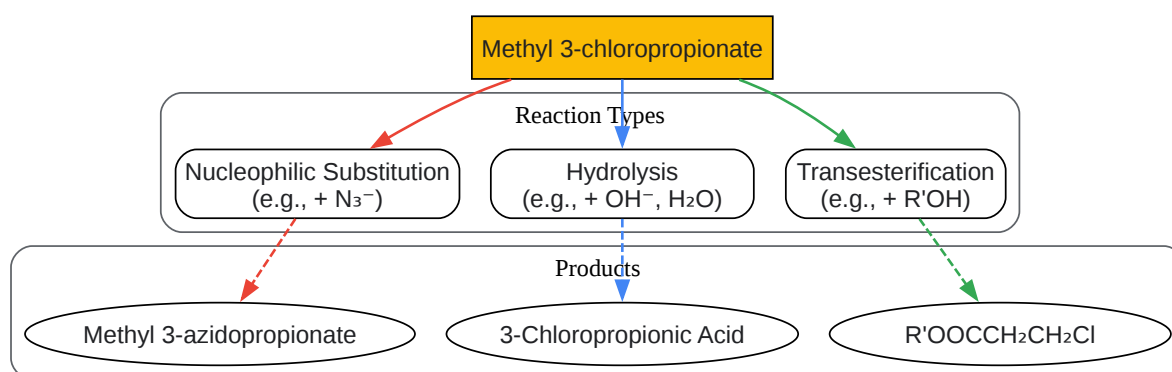 Methyl 3-chloropropionate
Reaction Types
Nucleophilic Substitution
(e.g., + N₃⁻)
Hydrolysis
(e.g., + OH⁻, H₂O)
Transesterification
(e.g., + R'OH)
Products
Methyl 3-azidopropionate
3-Chloropropionic Acid
R'OOCCH₂CH₂Cl